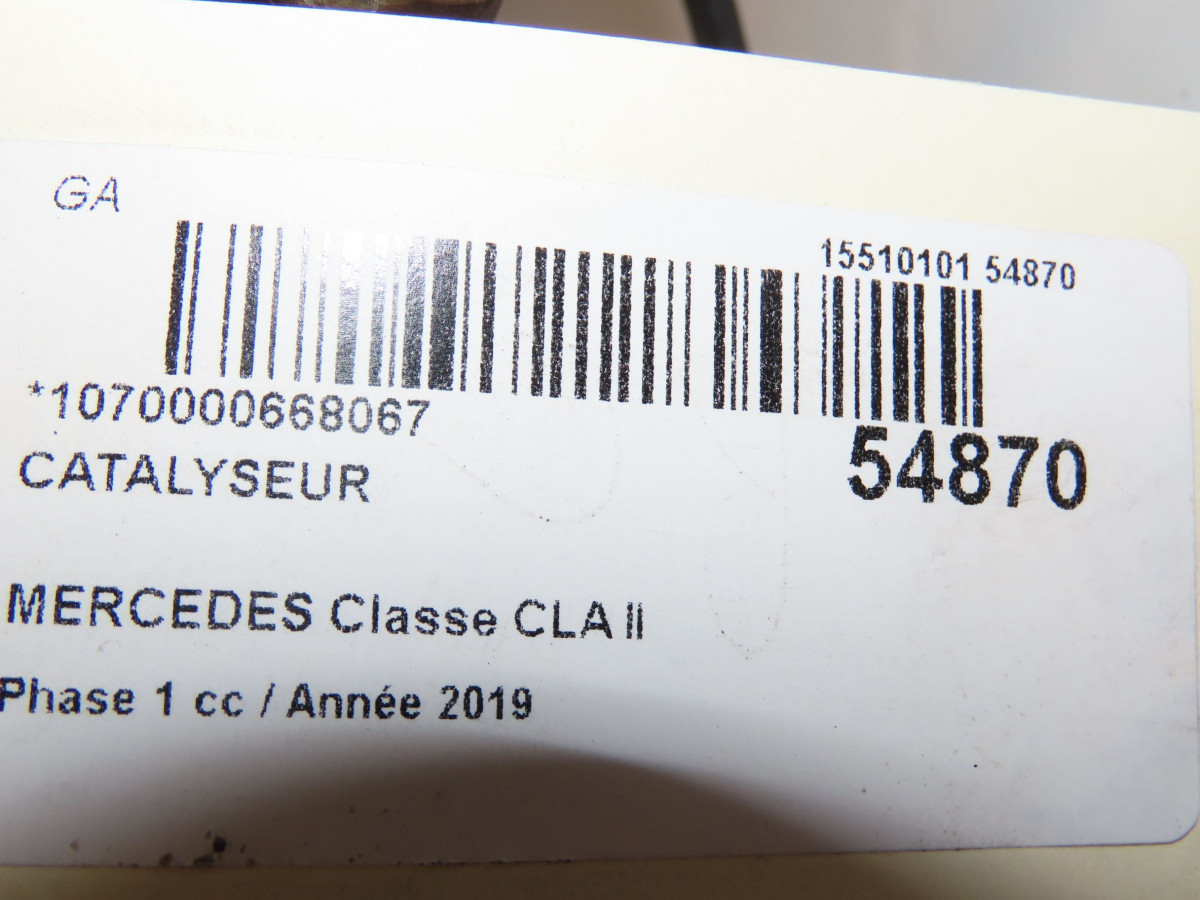 GA
15510101 54870
*1070000668067
54870
CATALYSEUR
MERCEDES Classe CLA II
Phase 1 cc / Année 2019